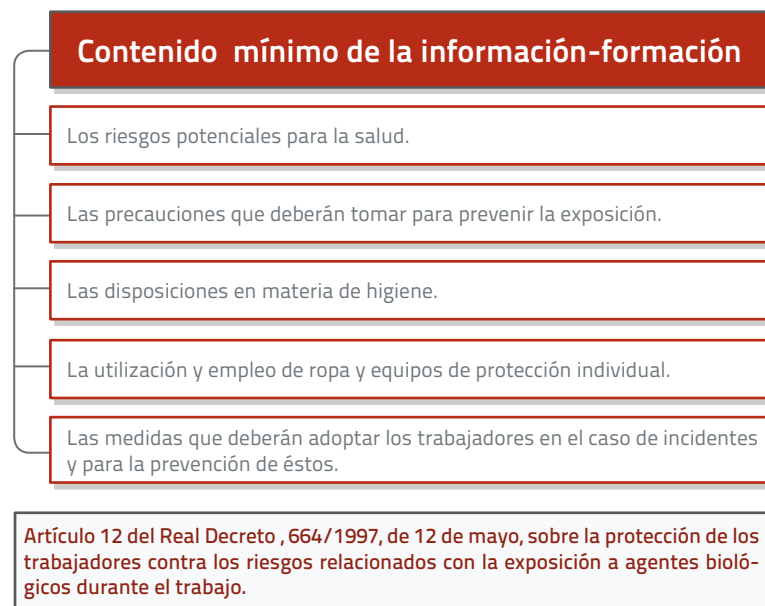 Contenido mínimo de la información-formación
Los riesgos potenciales para la salud.
Las precauciones que deberán tomar para prevenir la exposición.
Las disposiciones en materia de higiene.
La utilización y empleo de ropa y equipos de protección individual.
Las medidas que deberán adoptar los trabajadores en el caso de incidentes
y para la prevención de éstos.
Artículo 12 del Real Decreto , 664/1997, de 12 de mayo, sobre la protección de los
trabajadores contra los riesgos relacionados con la exposición a agentes bioló-
gicos durante el trabajo.